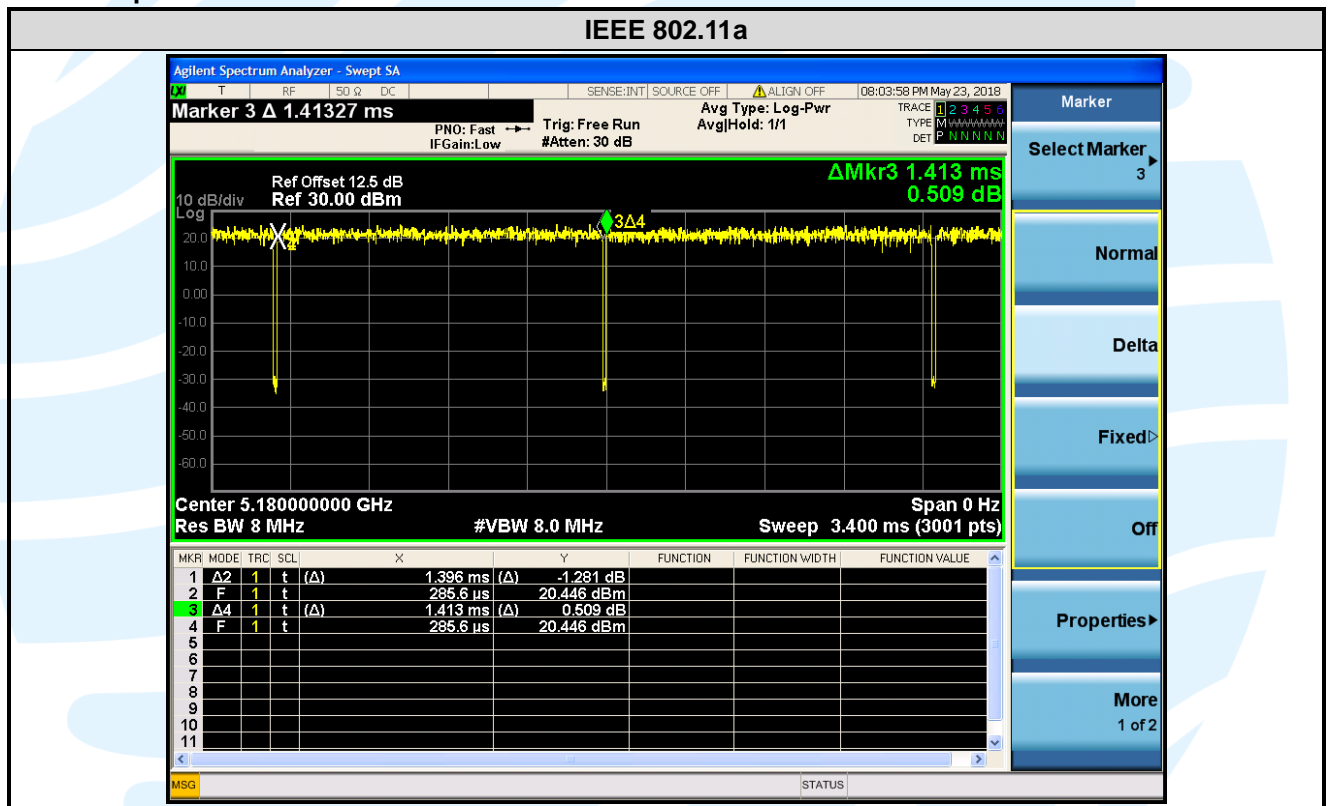 IEEE 802.11a
Agilent Spectrum Analyzer - Swept SA
LXI T RF 50 Ω DC SENSE:INT SOURCE OFF ALIGN OFF 08:03:58 PM May 23, 2018
Marker 3 Δ 1.41327 ms
PNO: Fast
IFGain:Low
Trig: Free Run
#Atten: 30 dB
Avg Type: Log-Pwr
Avg|Hold: 1/1
TRACE 1 2 3 4 5 6
TYPE M WWWWW
DET P N N N N N
ΔMkr3 1.413 ms
0.509 dB
Ref Offset 12.5 dB
10 dB/div Ref 30.00 dBm
Log
20.0
10.0
0.00
-10.0
-20.0
-30.0
-40.0
-50.0
-60.0
4
3Δ4
Center 5.180000000 GHz Span 0 Hz
Res BW 8 MHz #VBW 8.0 MHz Sweep 3.400 ms (3001 pts)
MKR MODE TRC SCL X Y FUNCTION FUNCTION WIDTH FUNCTION VALUE
1 Δ2 1 t (Δ) 1.396 ms (Δ) -1.281 dB
2 F 1 t 285.6 µs 20.446 dBm
3 Δ4 1 t (Δ) 1.413 ms (Δ) 0.509 dB
4 F 1 t 285.6 µs 20.446 dBm
5
6
7
8
9
10
11
MSG STATUS
Marker
Select Marker
3
Normal
Delta
Fixed
Off
Properties
More
1 of 2